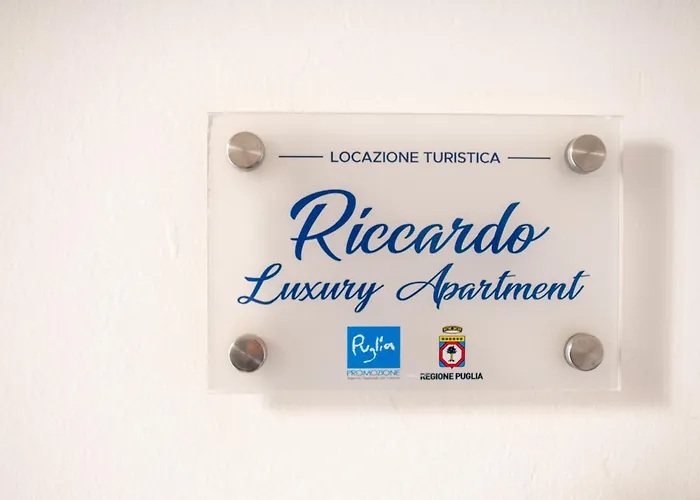 LOCAZIONE TURISTICA
Riccardo
Luxury Apartment
Puglia
PROMOZIONE
REGIONE PUGLIA